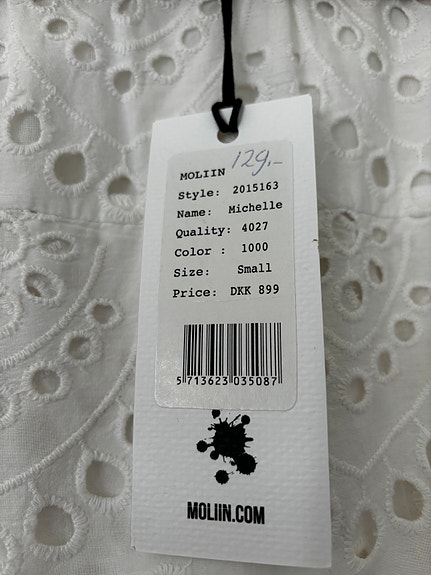 129,-
MOLIIN
Style: 2015163
Name: Michelle
Quality: 4027
Color : 1000
Size: Small
Price: DKK 899
5 713623 035087
MOLIIN.COM